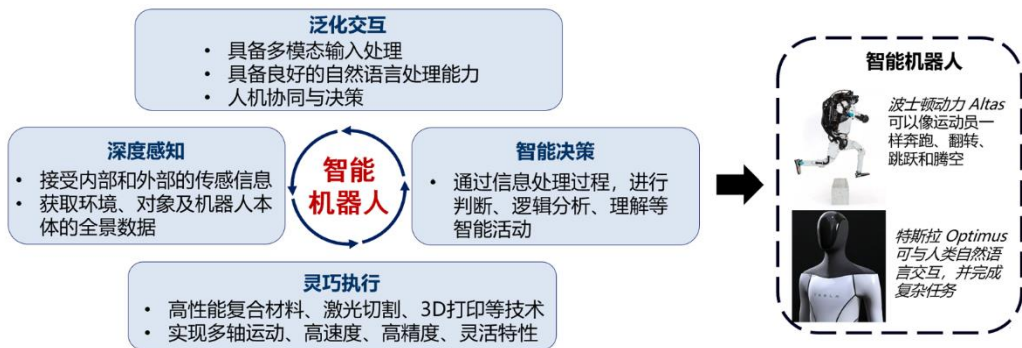 泛化交互
• 具备多模态输入处理
• 具备良好的自然语言处理能力
• 人机协同与决策
深度感知
• 接受内部和外部的传感信息
• 获取环境、对象及机器人本
体的全景数据
智能
机器人
智能决策
• 通过信息处理过程，进行
判断、逻辑分析、理解等
智能活动
灵巧执行
• 高性能复合材料、激光切割、3D打印等技术
• 实现多轴运动、高速度、高精度、灵活特性
智能机器人
波士顿动力 Altas
可以像运动员一
样奔跑、翻转、
跳跃和腾空
特斯拉 Optimus
可与人类自然语
言交互，并完成
复杂任务
TESLA